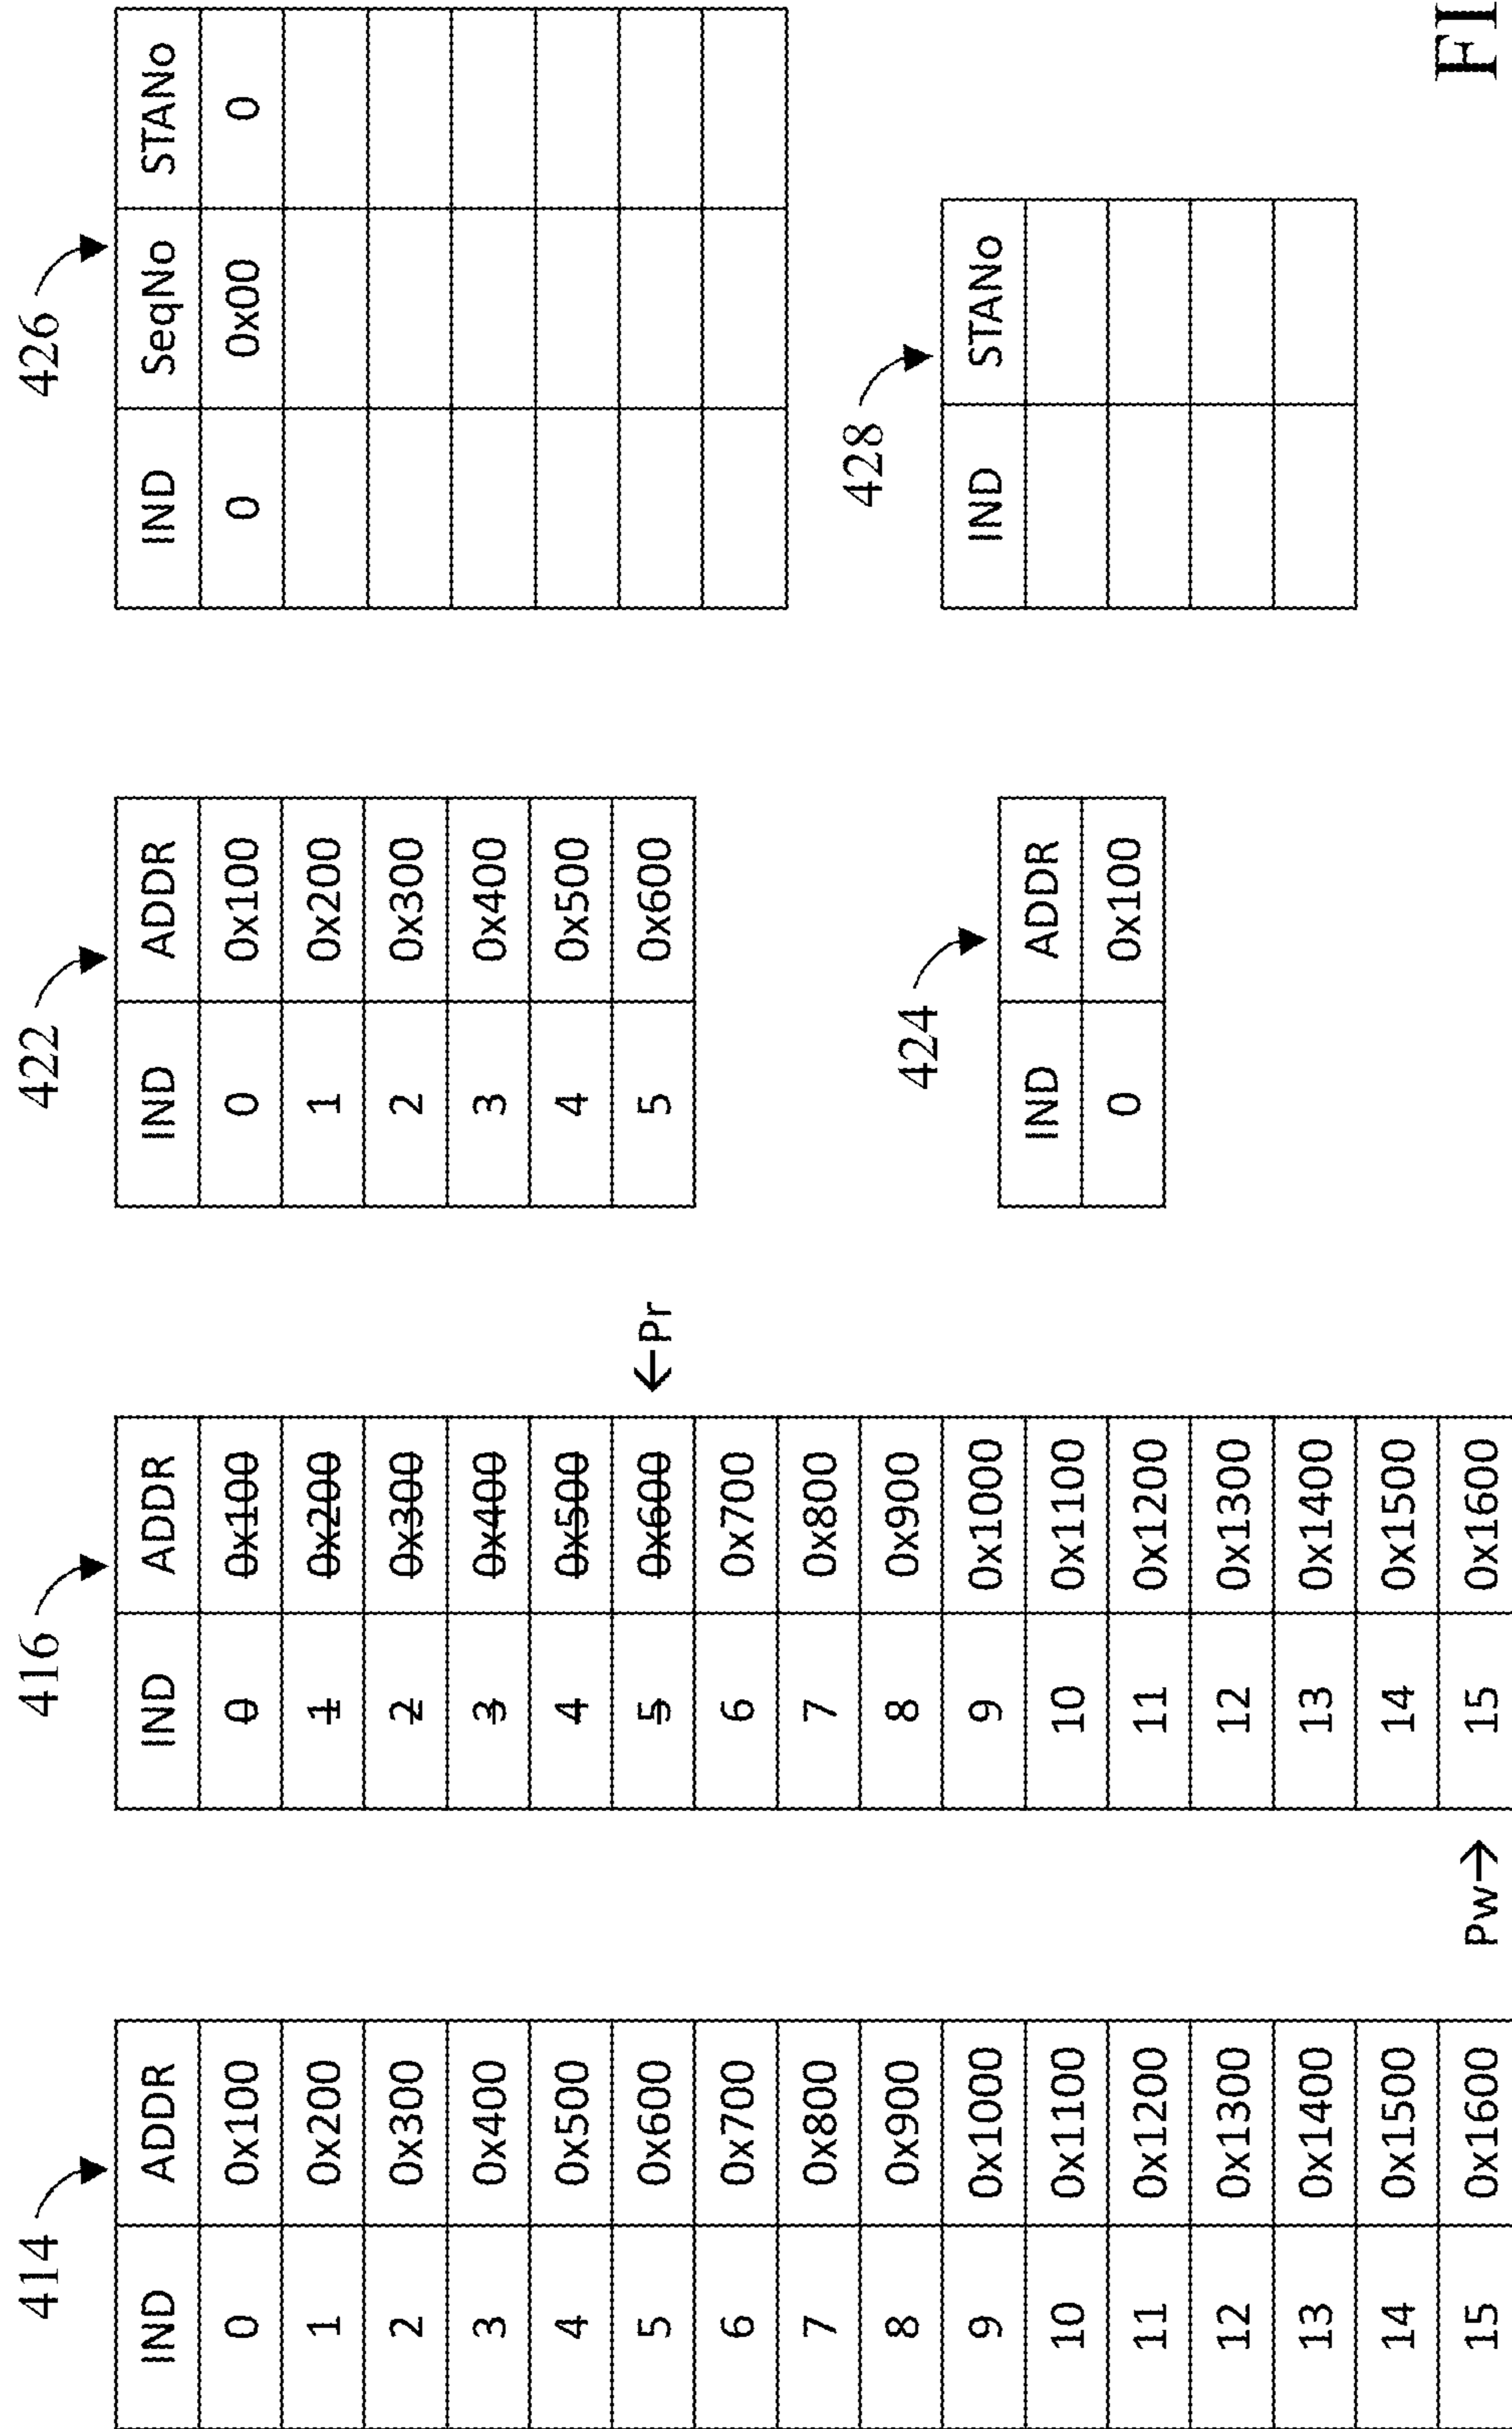 414
IND ADDR
0 0x100
1 0x200
2 0x300
3 0x400
4 0x500
5 0x600
6 0x700
7 0x800
8 0x900
9 0x1000
10 0x1100
11 0x1200
12 0x1300
13 0x1400
14 0x1500
15 0x1600
416
IND ADDR
0 0x100
1 0x200
2 0x300
3 0x400
4 0x500
5 0x600 ←Pr
6 0x700
7 0x800
8 0x900
9 0x1000
10 0x1100
11 0x1200
12 0x1300
13 0x1400
14 0x1500
Pw→ 15 0x1600
422
IND ADDR
0 0x100
1 0x200
2 0x300
3 0x400
4 0x500
5 0x600
424
IND ADDR
0 0x100
426
IND SeqNo STANo
0 0x00 0
428
IND STANo
FI